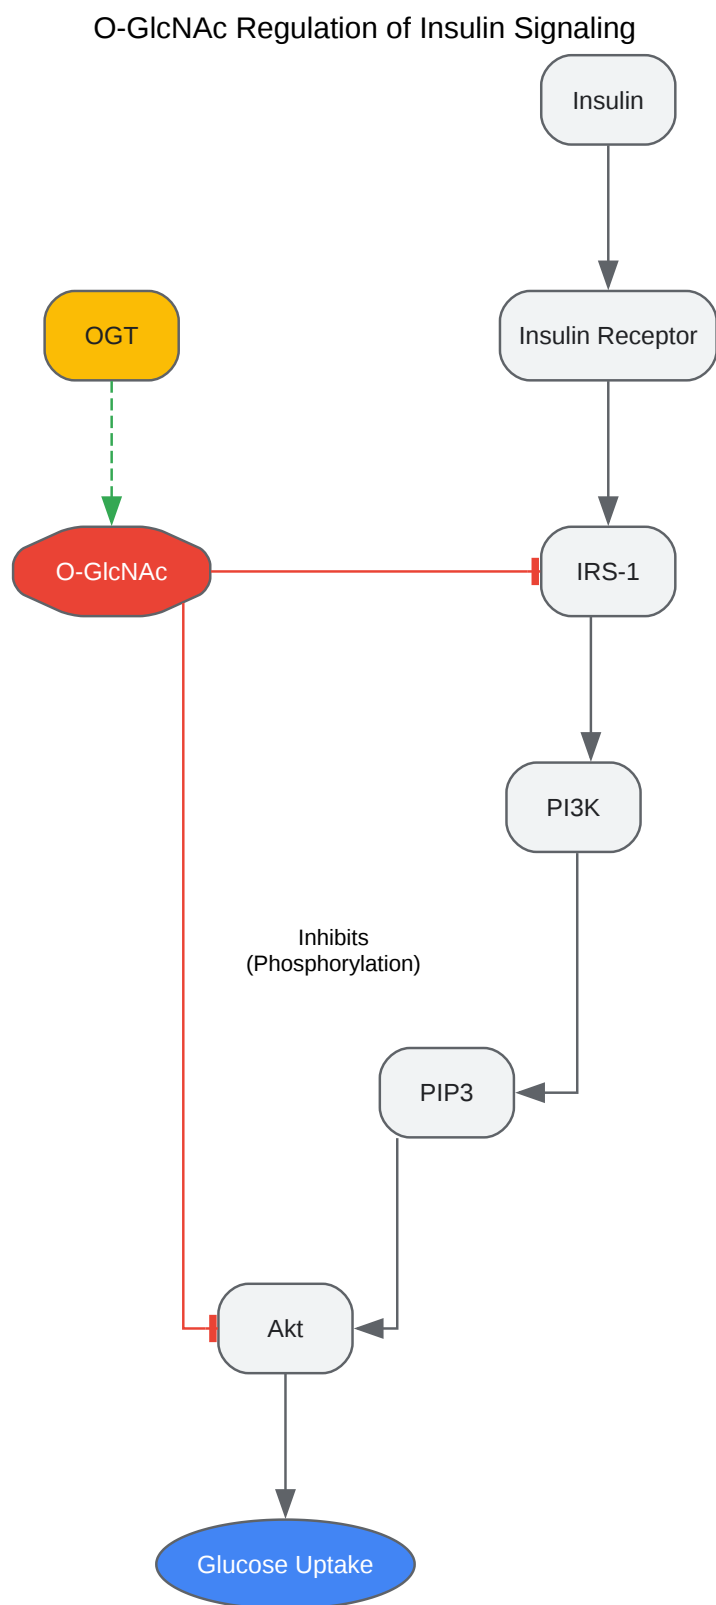 O-GlcNAc Regulation of Insulin Signaling
Insulin
OGT
Insulin Receptor
O-GlcNAc
IRS-1
PI3K
Inhibits
(Phosphorylation)
PIP3
Akt
Glucose Uptake